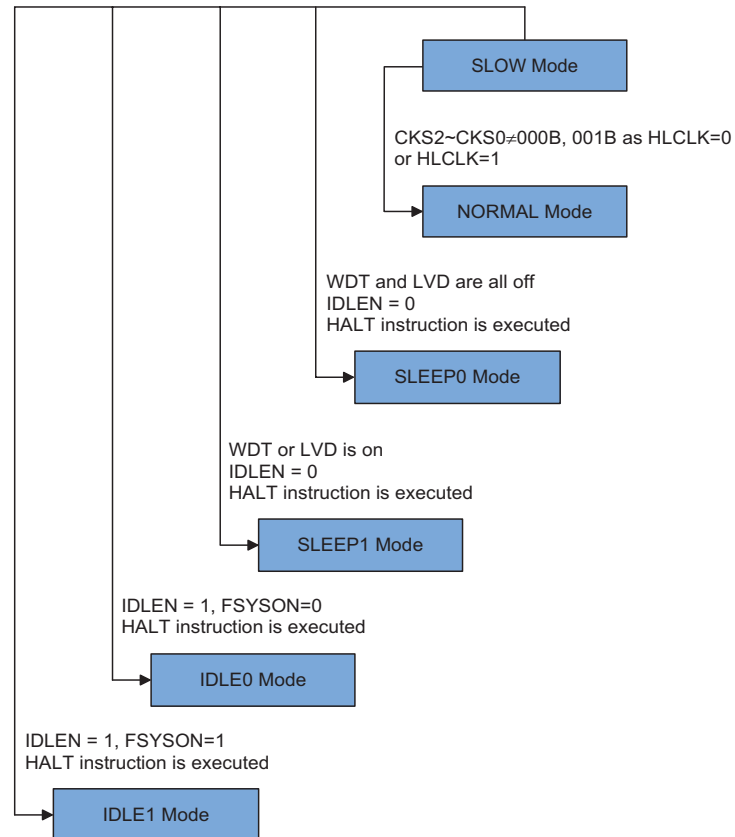 SLOW Mode
CKS2~CKS0≠000B, 001B as HLCLK=0
or HLCLK=1
NORMAL Mode
WDT and LVD are all off
IDLEN = 0
HALT instruction is executed
SLEEP0 Mode
WDT or LVD is on
IDLEN = 0
HALT instruction is executed
SLEEP1 Mode
IDLEN = 1, FSYSON=0
HALT instruction is executed
IDLE0 Mode
IDLEN = 1, FSYSON=1
HALT instruction is executed
IDLE1 Mode